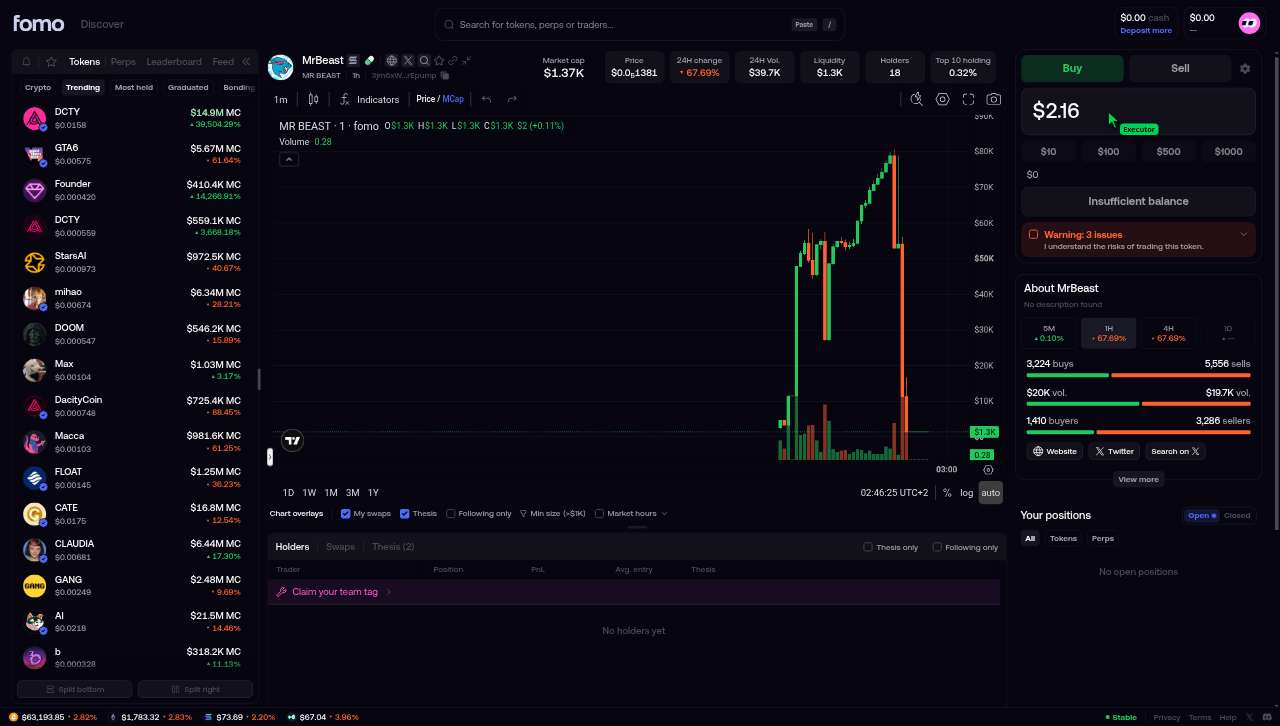 fomo
Discover
Search for tokens, perps or traders...
Paste
/
$0.00 cash
Deposit more
$0.00
—
Tokens Perps Leaderboard Feed
Crypto Trending Most held Graduated Bonding
DCTY $14.9M MC
$0.0158 39,504.29%
GTA6 $5.67M MC
$0.00575 61.64%
Founder $410.4K MC
$0.000420 14,266.91%
DCTY $559.1K MC
$0.000559 3,668.18%
StarsAI $972.5K MC
$0.000973 40.67%
mihao $6.34M MC
$0.00674 28.21%
DOOM $546.2K MC
$0.000547 15.89%
Max $1.03M MC
$0.00104 3.17%
DacityCoin $725.4K MC
$0.000748 88.45%
Macca $981.6K MC
$0.00103 61.25%
FLOAT $1.25M MC
$0.00145 36.23%
CATE $16.8M MC
$0.0175 12.54%
CLAUDIA $6.44M MC
$0.00681 17.30%
GANG $2.48M MC
$0.00249 9.69%
AI $21.5M MC
$0.0218 14.46%
b $318.2K MC
$0.000328 11.13%
Split bottom Split right
MrBeast
MR BEAST 1h 3jm6xW...rEpump
Market cap
$1.37K
Price
$0.0₅1381
24H change
67.69%
24H Vol.
$39.7K
Liquidity
$1.3K
Holders
18
Top 10 holding
0.32%
1m Indicators Price / MCap
MR BEAST · 1 · fomo O$1.3K H$1.3K L$1.3K C$1.3K $2 (+0.11%)
Volume 0.28
$90K
$80K
$70K
$60K
$50K
$40K
$30K
$20K
$10K
$1.3K
$0
0.28
03:00
1D 1W 1M 3M 1Y
02:46:25 UTC+2 % log auto
Chart overlays My swaps Thesis Following only Min size (>$1K) Market hours
Holders Swaps Thesis (2) Thesis only Following only
Trader Position PnL Avg. entry Thesis
Claim your team tag
No holders yet
Buy Sell
$2.16
Executor
$10 $100 $500 $1000
$0
Insufficient balance
Warning: 3 issues
I understand the risks of trading this token.
About MrBeast
No description found
5M 1H 4H 1D
0.10% 67.69% 67.69% —
3,224 buys 5,556 sells
$20K vol. $19.7K vol.
1,410 buyers 3,286 sellers
Website Twitter Search on X
View more
Your positions Open Closed
All Tokens Perps
No open positions
$63,193.85 2.82% $1,783.32 2.83% $73.69 2.20% $67.04 3.96%
Stable Privacy Terms Help